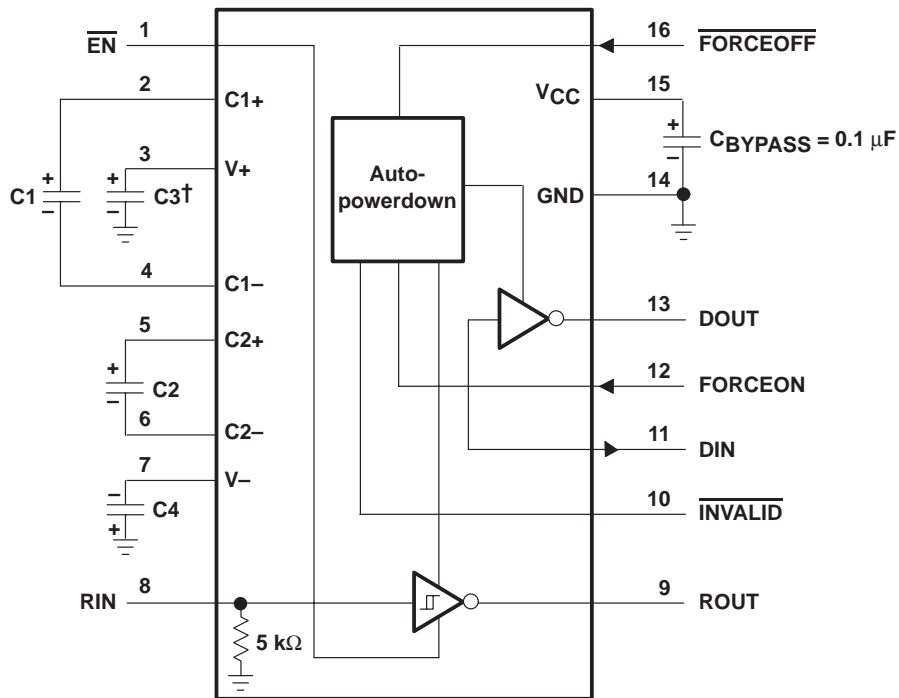 EN 1
16 FORCEOFF
2 C1+
VCC 15
+ CBYPASS = 0.1 μF
−
3 V+
Auto-
powerdown
C1 + −
+ C3†
−
GND 14
4 C1−
13 DOUT
5 C2+
+ C2
−
12 FORCEON
6 C2−
11 DIN
7 V−
− C4
+
10 INVALID
RIN 8
9 ROUT
5 kΩ